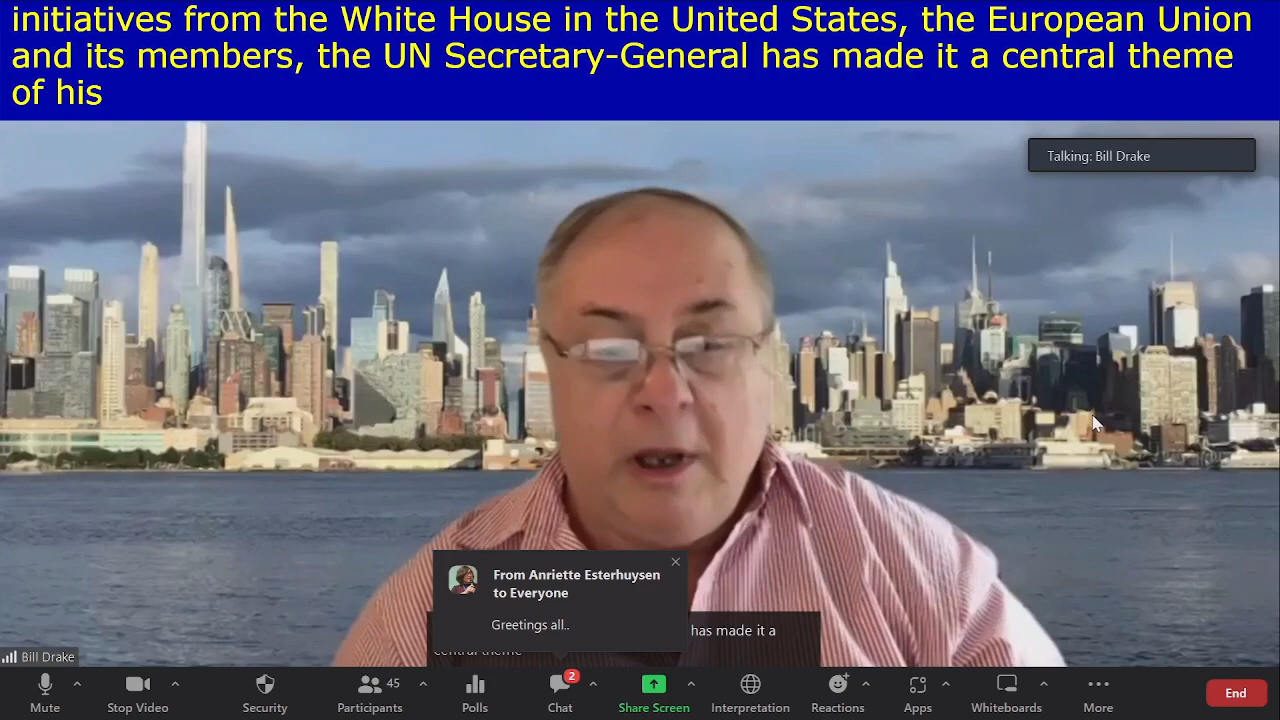 initiatives from the White House in the United States, the European Union
and its members, the UN Secretary-General has made it a central theme
of his
Talking: Bill Drake
From Anriette Esterhuysen
to Everyone
Greetings all..
has made it a
central theme
Bill Drake
Mute
Stop Video
Security
45
Participants
Polls
2
Chat
Share Screen
Interpretation
Reactions
Apps
Whiteboards
More
End